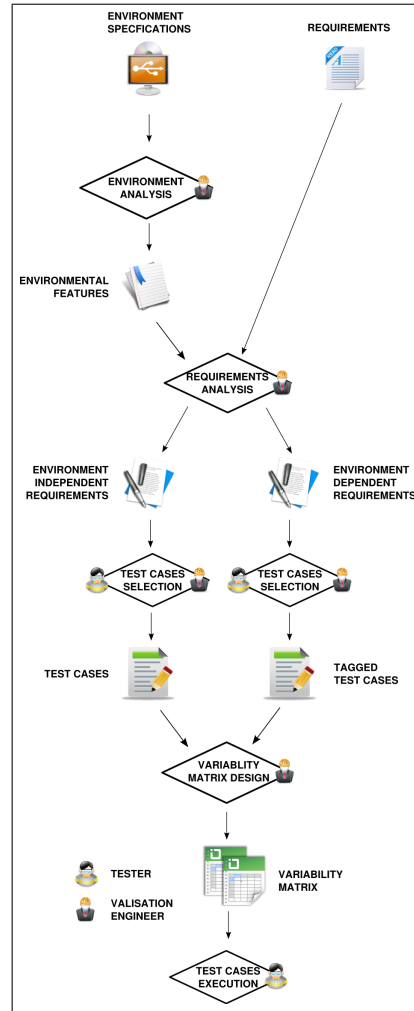 ENVIRONMENT
SPECFICATIONS
REQUIREMENTS
READ
A
ENVIRONMENT
ANALYSIS
ENVIRONMENTAL
FEATURES
REQUIREMENTS
ANALYSIS
ENVIRONMENT
INDEPENDENT
REQUIREMENTS
ENVIRONMENT
DEPENDENT
REQUIREMENTS
TEST CASES
SELECTION
TEST CASES
SELECTION
TEST CASES
TAGGED
TEST CASES
VARIABLITY
MATRIX DESIGN
VARIABILITY
MATRIX
TESTER
VALISATION
ENGINEER
TEST CASES
EXECUTION